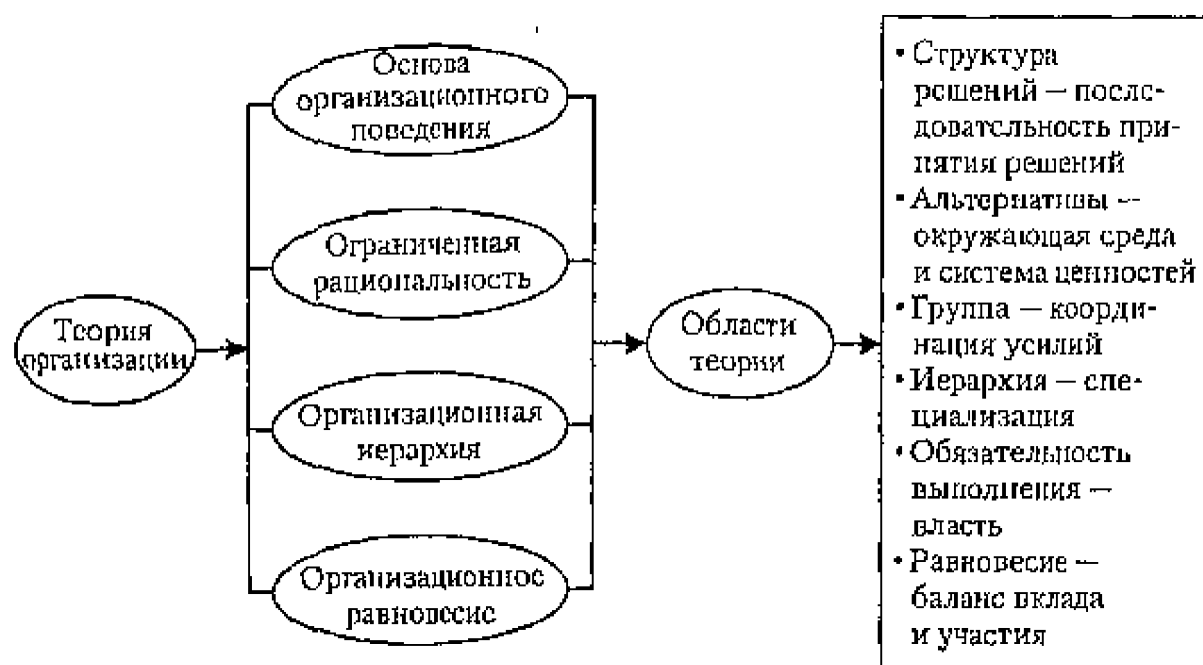 Теория
организации
Основа
организационного
поведения
Ограниченная
рациональность
Организационная
иерархия
Организационное
равновесие
Области
теории
• Структура
решений — после-
довательность при-
нятия решений
• Альтернативы —
окружающая среда
и система ценностей
• Группа — коорди-
нация усилий
• Иерархия — спе-
циализация
• Обязательность
выполнения —
власть
• Равновесие —
баланс вклада
и участия